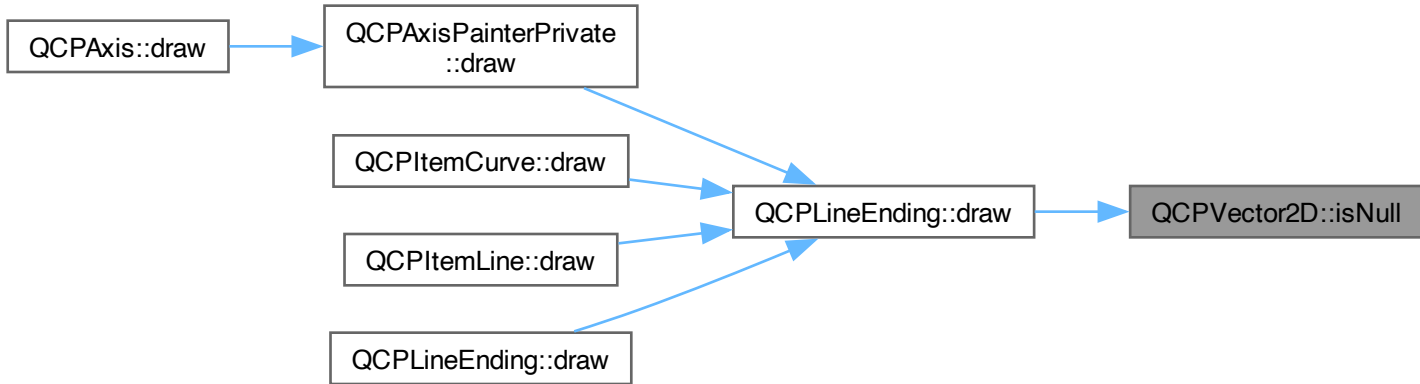 QCPAxis::draw
QCPAxisPainterPrivate
::draw
QCPItemCurve::draw
QCPItemLine::draw
QCPLineEnding::draw
QCPLineEnding::draw
QCPVector2D::isNull